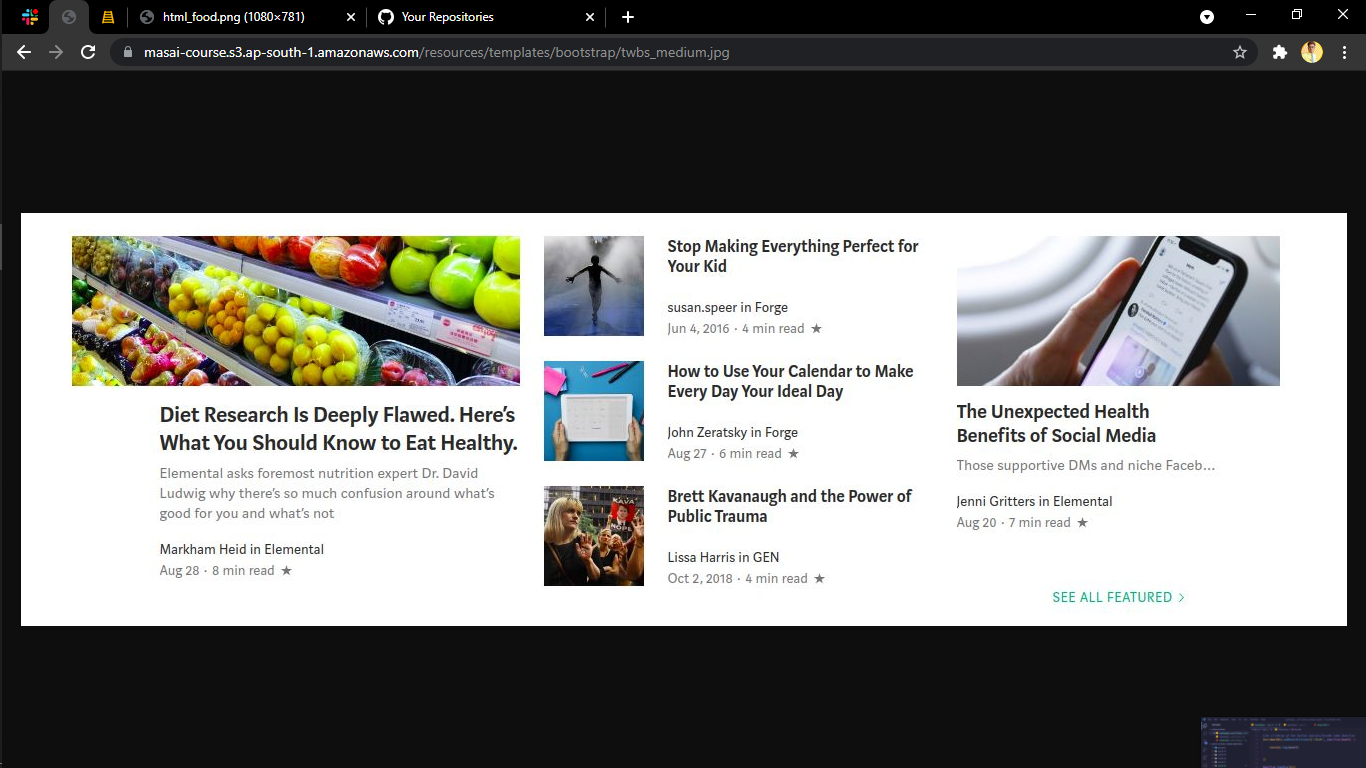 html_food.png (1080×781)
Your Repositories
masai-course.s3.ap-south-1.amazonaws.com/resources/templates/bootstrap/twbs_medium.jpg
Diet Research Is Deeply Flawed. Here’s
What You Should Know to Eat Healthy.
Elemental asks foremost nutrition expert Dr. David
Ludwig why there’s so much confusion around what’s
good for you and what’s not
Markham Heid in Elemental
Aug 28 · 8 min read ★
Stop Making Everything Perfect for
Your Kid
susan.speer in Forge
Jun 4, 2016 · 4 min read ★
How to Use Your Calendar to Make
Every Day Your Ideal Day
John Zeratsky in Forge
Aug 27 · 6 min read ★
KAVA
NOPE
Brett Kavanaugh and the Power of
Public Trauma
Lissa Harris in GEN
Oct 2, 2018 · 4 min read ★
The Unexpected Health
Benefits of Social Media
Those supportive DMs and niche Faceb...
Jenni Gritters in Elemental
Aug 20 · 7 min read ★
SEE ALL FEATURED >